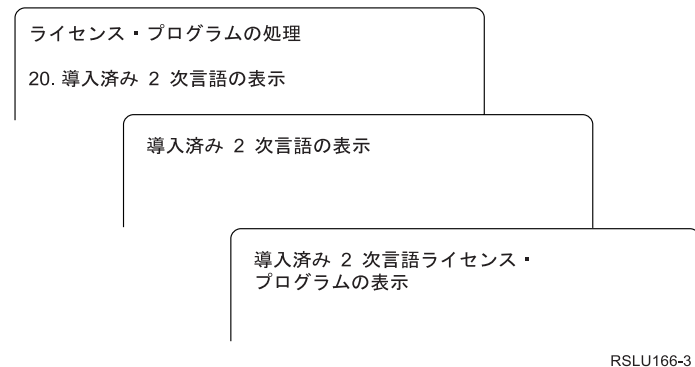 ライセンス・プログラムの処理
20. 導入済み 2 次言語の表示
導入済み 2 次言語の表示
導入済み 2 次言語ライセンス・
プログラムの表示
RSLU166-3